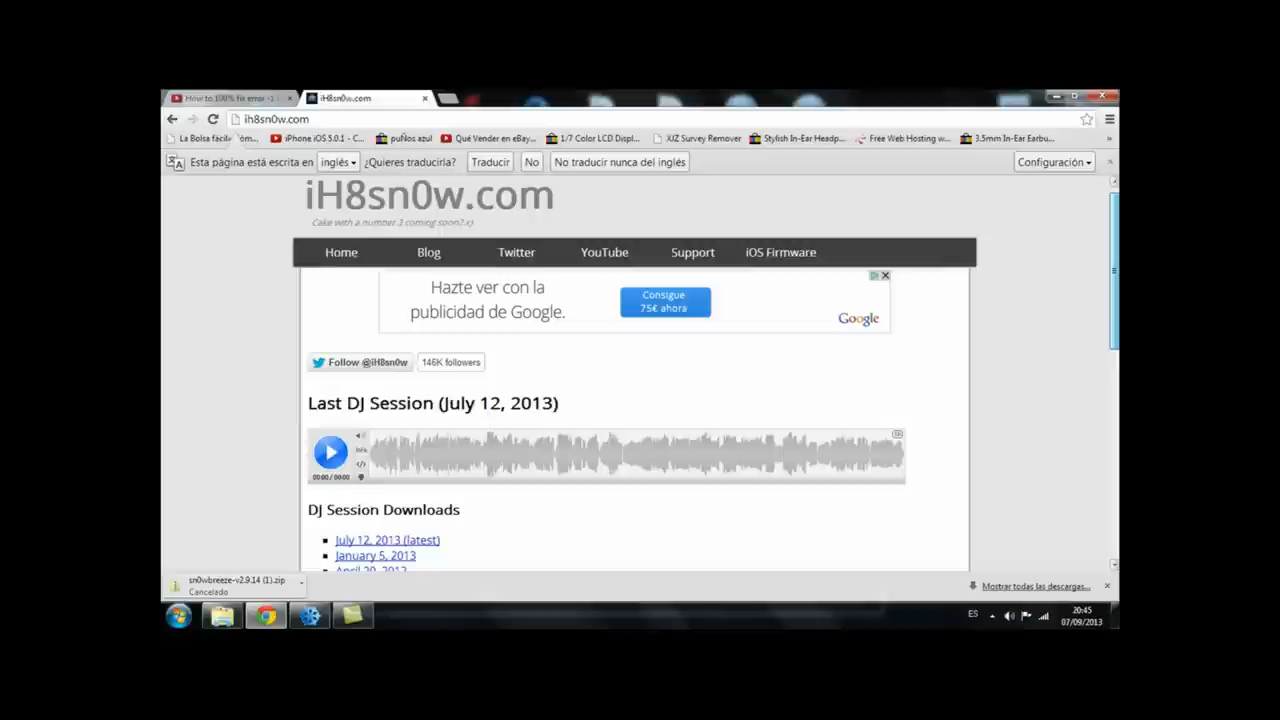 How to 100% fix error -1
iH8sn0w.com
ih8sn0w.com
La Bolsa fácil
iPhone iOS 5.0.1 - C...
puños azul
Qué Vender en eBay...
1/7 Color LCD Displ...
XJZ Survey Remover
Stylish In-Ear Headp...
Free Web Hosting w...
3.5mm In-Ear Earbu...
Esta página está escrita en inglés ¿Quieres traducirla? Traducir No No traducir nunca del inglés Configuración
iH8sn0w.com
Cake with a number 2 coming soon? x)
Home Blog Twitter YouTube Support iOS Firmware
Hazte ver con la
publicidad de Google.
Consigue
75€ ahora
Google
Follow @iH8sn0w 146K followers
Last DJ Session (July 12, 2013)
00:00 / 00:00
DJ Session Downloads
July 12, 2013 (latest)
January 5, 2013
April 20, 2012
sn0wbreeze-v2.9.14 (1).zip
Cancelado
Mostrar todas las descargas...
ES
20:45
07/09/2013